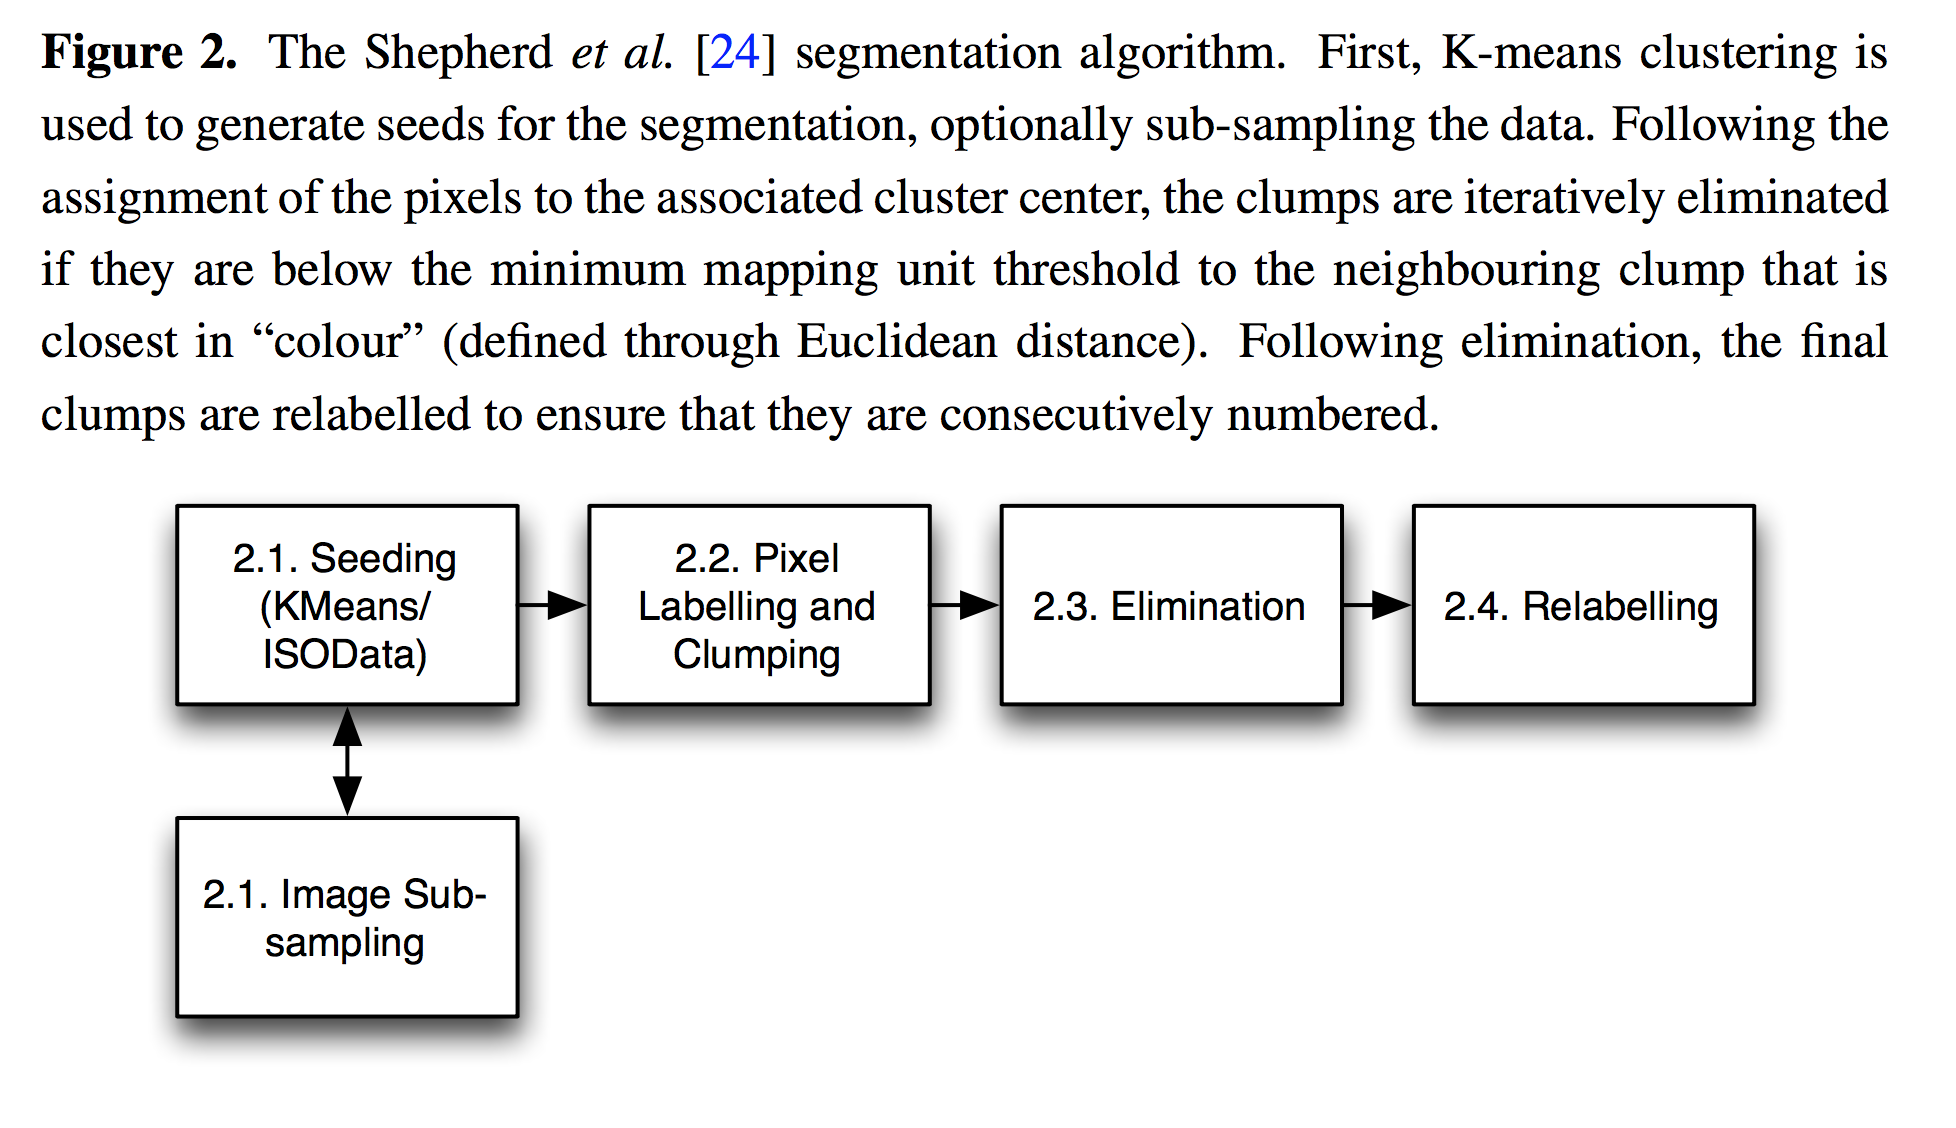 Figure 2. The Shepherd et al. [24] segmentation algorithm. First, K-means clustering is
used to generate seeds for the segmentation, optionally sub-sampling the data. Following the
assignment of the pixels to the associated cluster center, the clumps are iteratively eliminated
if they are below the minimum mapping unit threshold to the neighbouring clump that is
closest in “colour” (defined through Euclidean distance). Following elimination, the final
clumps are relabelled to ensure that they are consecutively numbered.
2.1. Seeding
(KMeans/
ISOData)
2.2. Pixel
Labelling and
Clumping
2.3. Elimination
2.4. Relabelling
2.1. Image Sub-
sampling